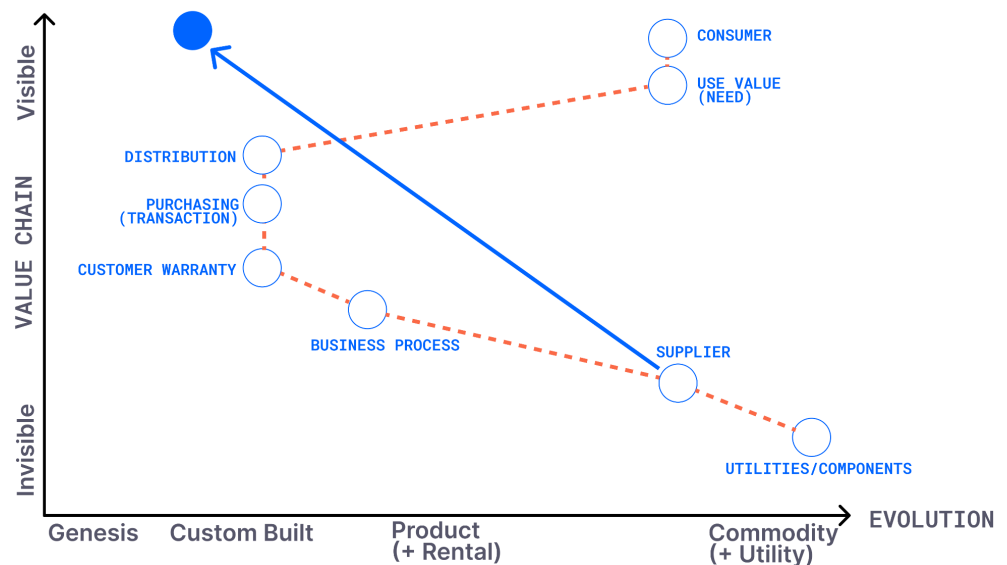 CONSUMER
USE VALUE
(NEED)
Visible
DISTRIBUTION
PURCHASING
(TRANSACTION)
VALUE CHAIN
CUSTOMER WARRANTY
BUSINESS PROCESS
SUPPLIER
Invisible
UTILITIES/COMPONENTS
EVOLUTION
Genesis
Custom Built
Product
(+ Rental)
Commodity
(+ Utility)